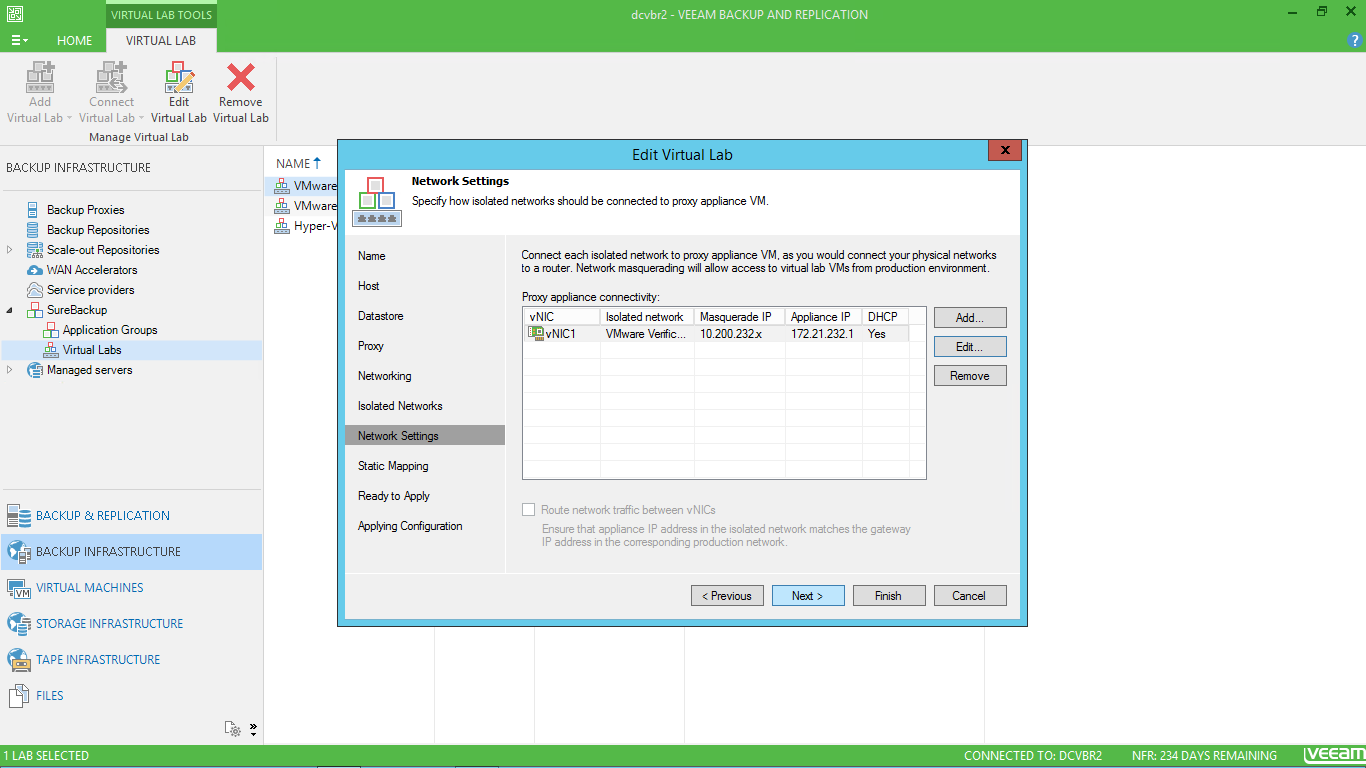 VIRTUAL LAB TOOLS
dcvbr2 - VEEAM BACKUP AND REPLICATION
HOME
VIRTUAL LAB
?
Add
Virtual Lab
Connect
Virtual Lab
Edit
Virtual Lab
Remove
Virtual Lab
Manage Virtual Lab
BACKUP INFRASTRUCTURE
Backup Proxies
Backup Repositories
Scale-out Repositories
WAN Accelerators
Service providers
SureBackup
Application Groups
Virtual Labs
Managed servers
BACKUP & REPLICATION
BACKUP INFRASTRUCTURE
VIRTUAL MACHINES
STORAGE INFRASTRUCTURE
TAPE INFRASTRUCTURE
FILES
NAME
VMware
VMware
Hyper-V
Edit Virtual Lab
x
Network Settings
Specify how isolated networks should be connected to proxy appliance VM.
Name
Host
Datastore
Proxy
Networking
Isolated Networks
Network Settings
Static Mapping
Ready to Apply
Applying Configuration
Connect each isolated network to proxy appliance VM, as you would connect your physical networks
to a router. Network masquerading will allow access to virtual lab VMs from production environment.
Proxy appliance connectivity:
vNIC Isolated network Masquerade IP Appliance IP DHCP
vNIC1 VMware Verific... 10.200.232.x 172.21.232.1 Yes
Add...
Edit...
Remove
Route network traffic between vNICs
Ensure that appliance IP address in the isolated network matches the gateway
IP address in the corresponding production network.
< Previous
Next >
Finish
Cancel
1 LAB SELECTED
CONNECTED TO: DCVBR2
NFR: 234 DAYS REMAINING
veeam